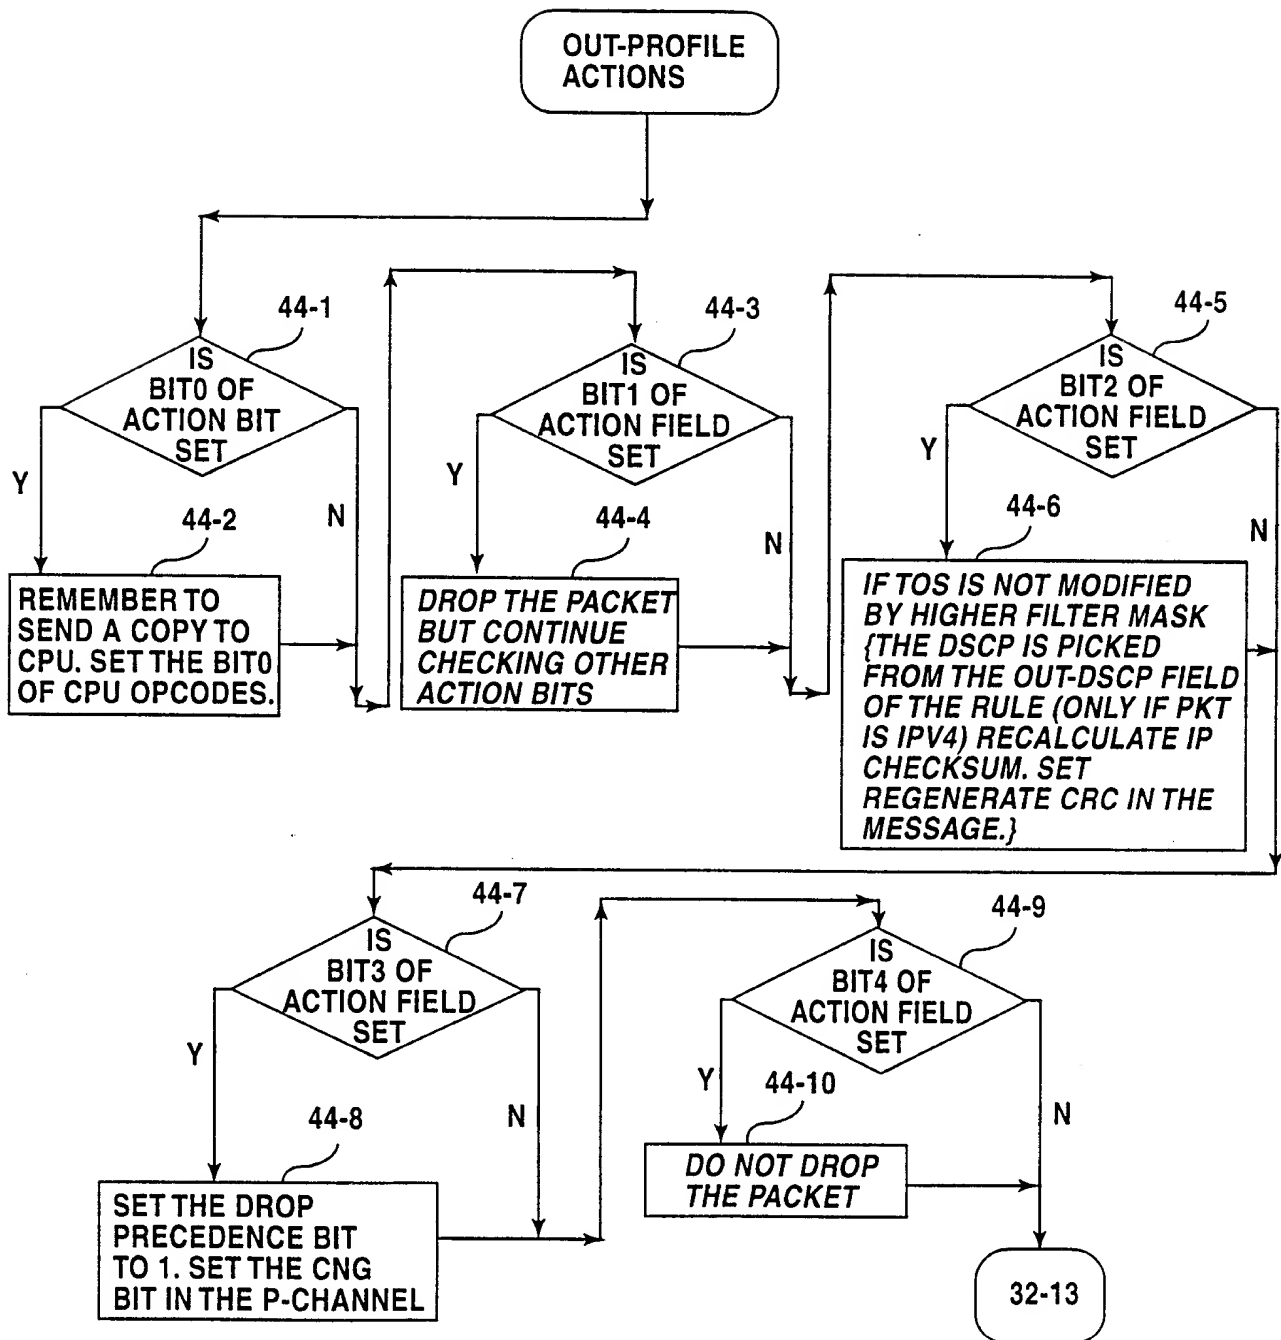 OUT-PROFILE
ACTIONS
44-1
IS
BIT0 OF
ACTION BIT
SET
Y
N
44-2
REMEMBER TO
SEND A COPY TO
CPU. SET THE BIT0
OF CPU OPCODES.
44-3
IS
BIT1 OF
ACTION FIELD
SET
Y
N
44-4
DROP THE PACKET
BUT CONTINUE
CHECKING OTHER
ACTION BITS
44-5
IS
BIT2 OF
ACTION FIELD
SET
Y
N
44-6
IF TOS IS NOT MODIFIED
BY HIGHER FILTER MASK
{THE DSCP IS PICKED
FROM THE OUT-DSCP FIELD
OF THE RULE (ONLY IF PKT
IS IPV4) RECALCULATE IP
CHECKSUM. SET
REGENERATE CRC IN THE
MESSAGE.}
44-7
IS
BIT3 OF
ACTION FIELD
SET
Y
N
44-8
SET THE DROP
PRECEDENCE BIT
TO 1. SET THE CNG
BIT IN THE P-CHANNEL
44-9
IS
BIT4 OF
ACTION FIELD
SET
Y
N
44-10
DO NOT DROP
THE PACKET
32-13